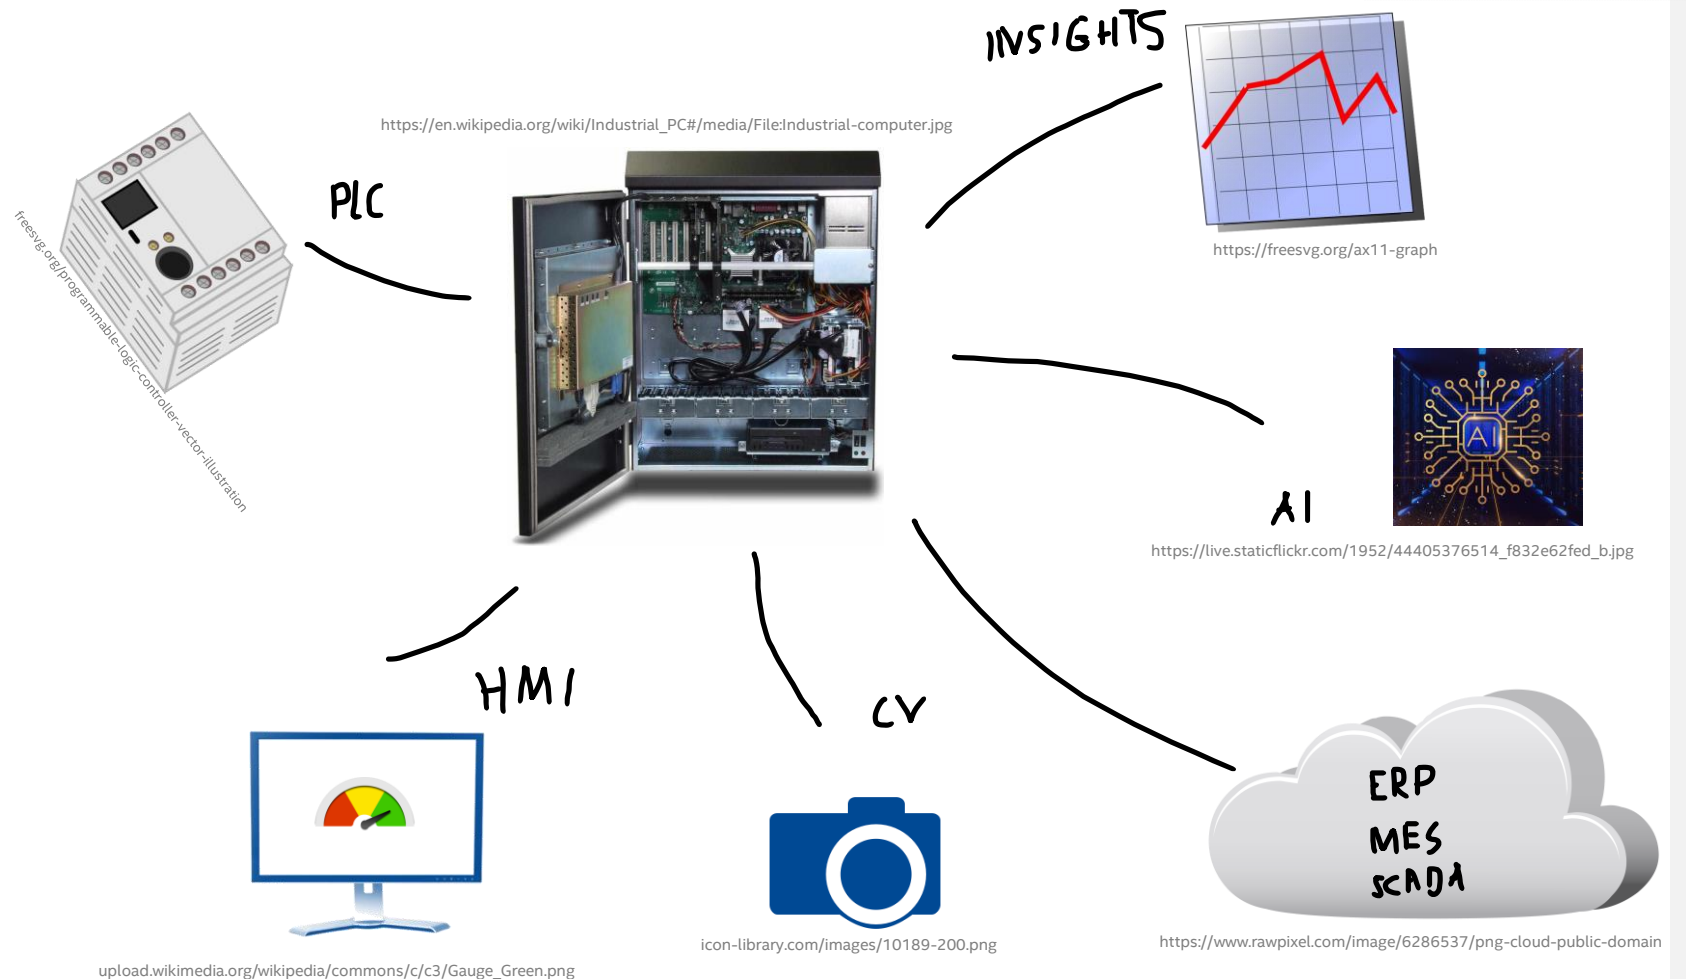 INSIGHTS
https://en.wikipedia.org/wiki/Industrial_PC#/media/File:Industrial-computer.jpg
PLC
freesvg.org/programmable-logic-controller-vector-illustration
https://freesvg.org/ax11-graph
AI
AI
https://live.staticflickr.com/1952/44405376514_f832e62fed_b.jpg
HMI
CV
ERP
MES
SCADA
icon-library.com/images/10189-200.png
https://www.rawpixel.com/image/6286537/png-cloud-public-domain
upload.wikimedia.org/wikipedia/commons/c/c3/Gauge_Green.png